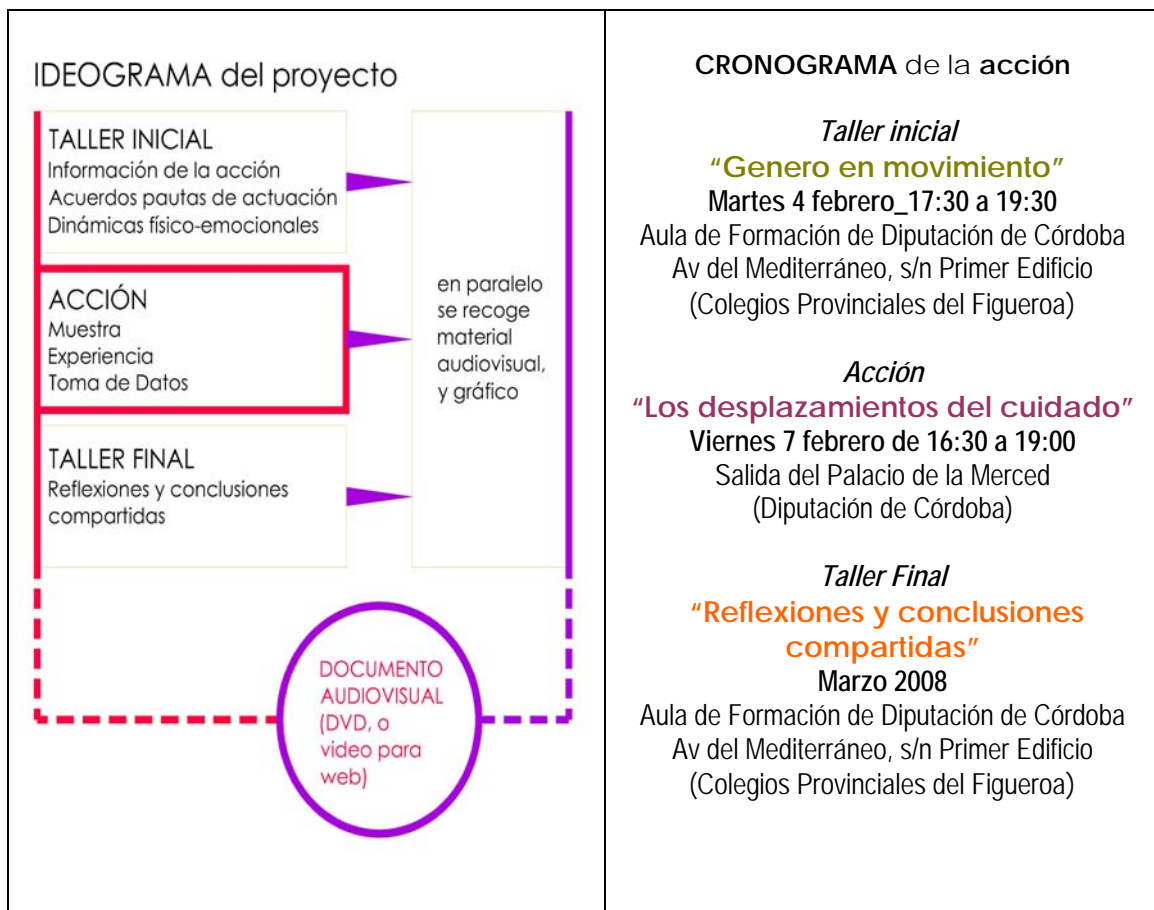 IDEOGRAMA del proyecto
TALLER INICIAL
Información de la acción
Acuerdos pautas de actuación
Dinámicas físico-emocionales
ACCIÓN
Muestra
Experiencia
Toma de Datos
TALLER FINAL
Reflexiones y conclusiones
compartidas
en paralelo
se recoge
material
audiovisual,
y gráfico
DOCUMENTO
AUDIOVISUAL
(DVD, o
video para
web)
CRONOGRAMA de la acción
Taller inicial
“Genero en movimiento”
Martes 4 febrero_17:30 a 19:30
Aula de Formación de Diputación de Córdoba
Av del Mediterráneo, s/n Primer Edificio
(Colegios Provinciales del Figueroa)
Acción
“Los desplazamientos del cuidado”
Viernes 7 febrero de 16:30 a 19:00
Salida del Palacio de la Merced
(Diputación de Córdoba)
Taller Final
“Reflexiones y conclusiones
compartidas”
Marzo 2008
Aula de Formación de Diputación de Córdoba
Av del Mediterráneo, s/n Primer Edificio
(Colegios Provinciales del Figueroa)